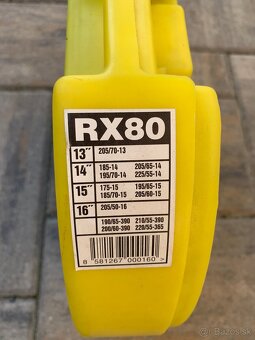 RX80
13" 205/70-13
14" 185-14 205/65-14
195/70-14 225/55-14
15" 175-15 195/65-15
185/70-15 205/60-15
16" 205/50-16
190/65-390 210/55-390
200/60-390 220/55-365
8 581267 000160 >
bazos.sk